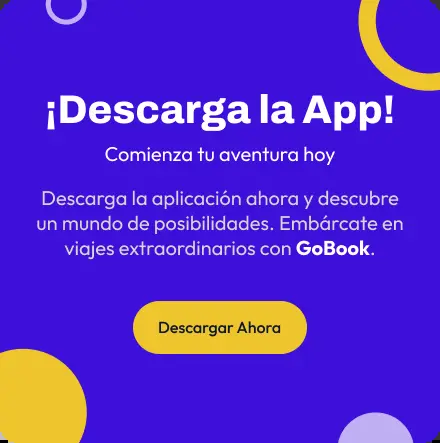 ¡Descarga la App!
Comienza tu aventura hoy
Descarga la aplicación ahora y descubre
un mundo de posibilidades. Embárcate en
viajes extraordinarios con GoBook.
Descargar Ahora